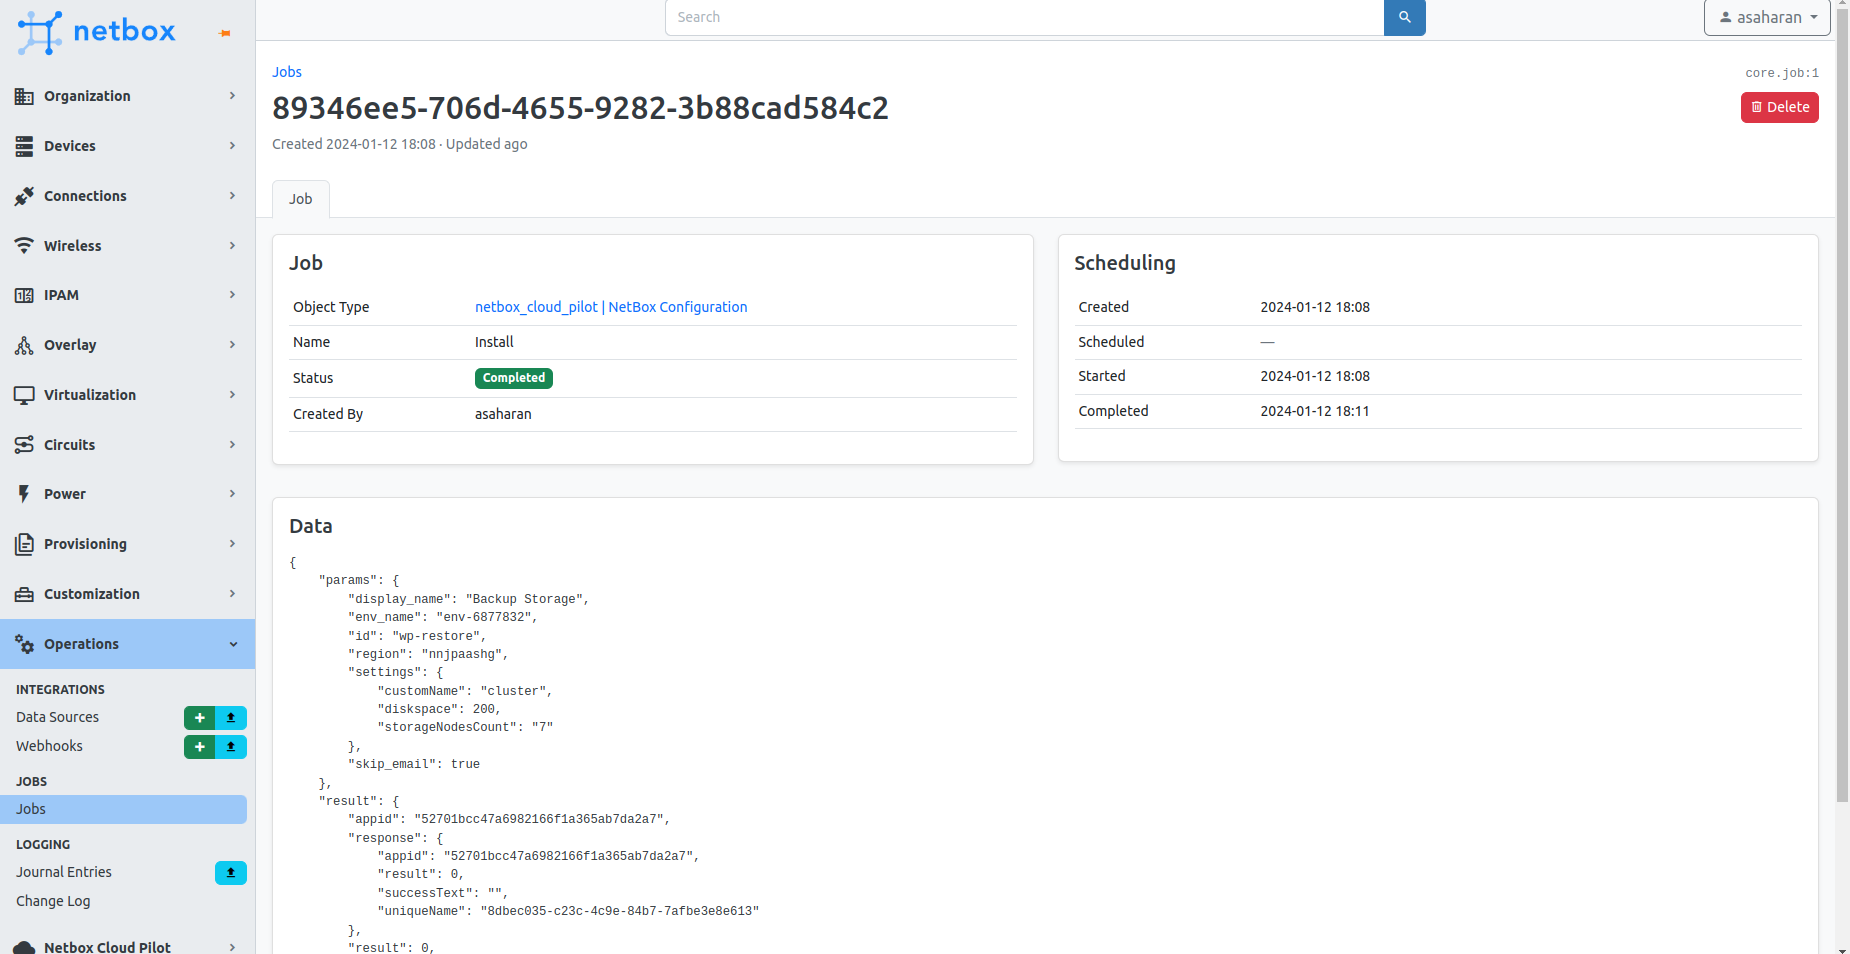 netbox
Search
asaharan
Organization
Devices
Connections
Wireless
IPAM
Overlay
Virtualization
Circuits
Power
Provisioning
Customization
Operations
INTEGRATIONS
Data Sources
Webhooks
JOBS
Jobs
LOGGING
Journal Entries
Change Log
Netbox Cloud Pilot
Jobs
core.job:1
89346ee5-706d-4655-9282-3b88cad584c2
Delete
Created 2024-01-12 18:08 · Updated ago
Job
Job
Object Type netbox_cloud_pilot | NetBox Configuration
Name Install
Status Completed
Created By asaharan
Scheduling
Created 2024-01-12 18:08
Scheduled —
Started 2024-01-12 18:08
Completed 2024-01-12 18:11
Data
{
    "params": {
        "display_name": "Backup Storage",
        "env_name": "env-6877832",
        "id": "wp-restore",
        "region": "nnjpaashg",
        "settings": {
            "customName": "cluster",
            "diskspace": 200,
            "storageNodesCount": "7"
        },
        "skip_email": true
    },
    "result": {
        "appid": "52701bcc47a6982166f1a365ab7da2a7",
        "response": {
            "appid": "52701bcc47a6982166f1a365ab7da2a7",
            "result": 0,
            "successText": "",
            "uniqueName": "8dbec035-c23c-4c9e-84b7-7afbe3e8e613"
        },
        "result": 0,